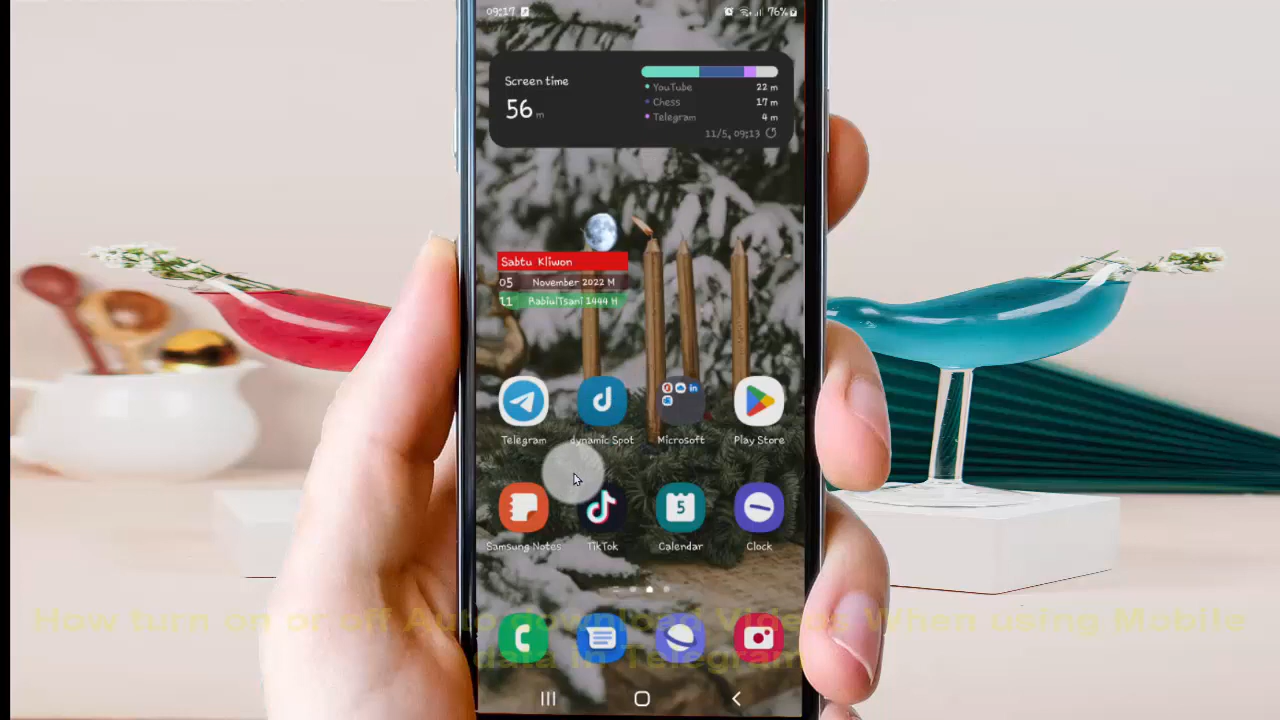 09:17
76%
Screen time
56 m
YouTube 22 m
Chess 17 m
Telegram 4 m
11/5, 09:13
Sabtu Kliwon
05 November 2022 M
11 RabiulTsani 1444 H
Telegram
dynamic Spot
Microsoft
Play Store
5
Samsung Notes
TikTok
Calendar
Clock
How turn on or off Auto download Videos When using Mobile
data in Telegram